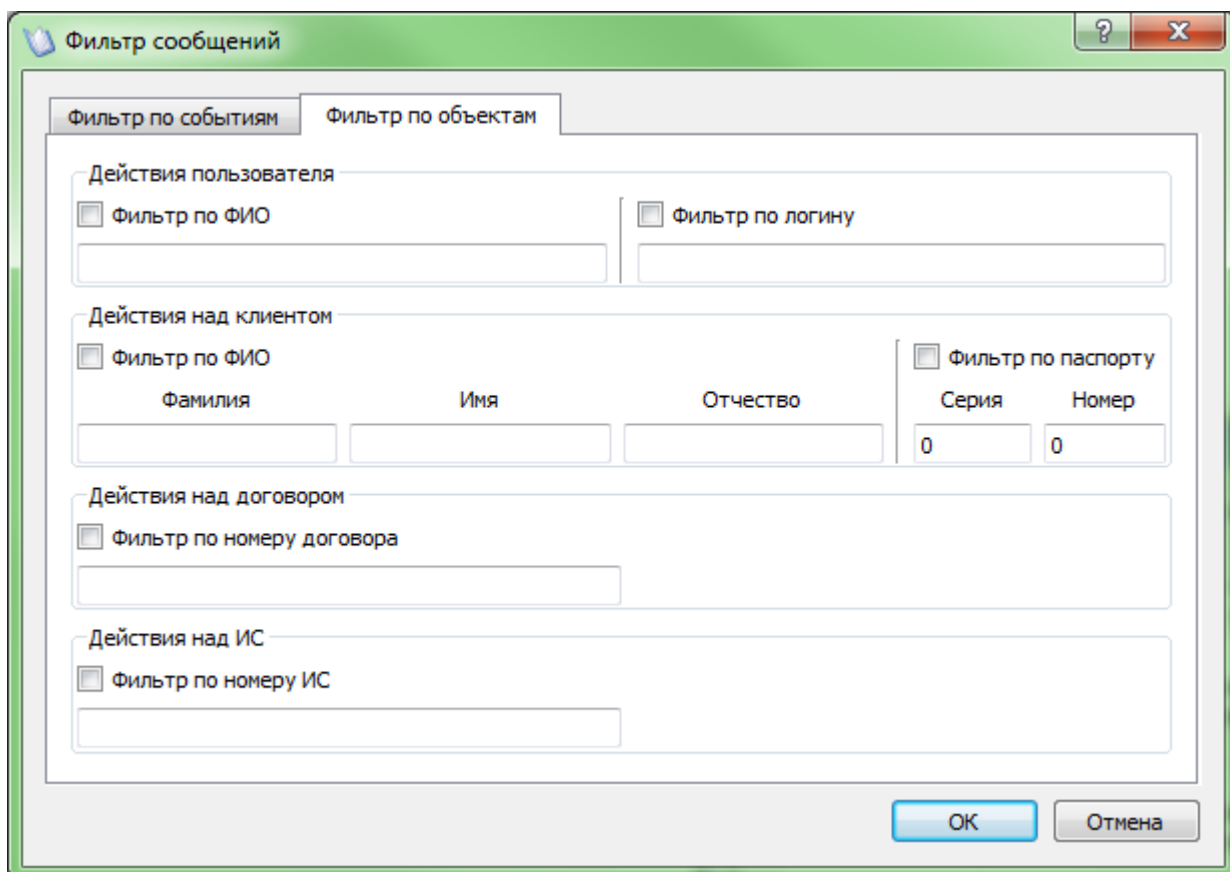 Фильтр сообщений
Фильтр по событиям Фильтр по объектам
Действия пользователя
Фильтр по ФИО Фильтр по логину
Действия над клиентом
Фильтр по ФИО Фильтр по паспорту
Фамилия Имя Отчество Серия Номер
0 0
Действия над договором
Фильтр по номеру договора
Действия над ИС
Фильтр по номеру ИС
ОК Отмена